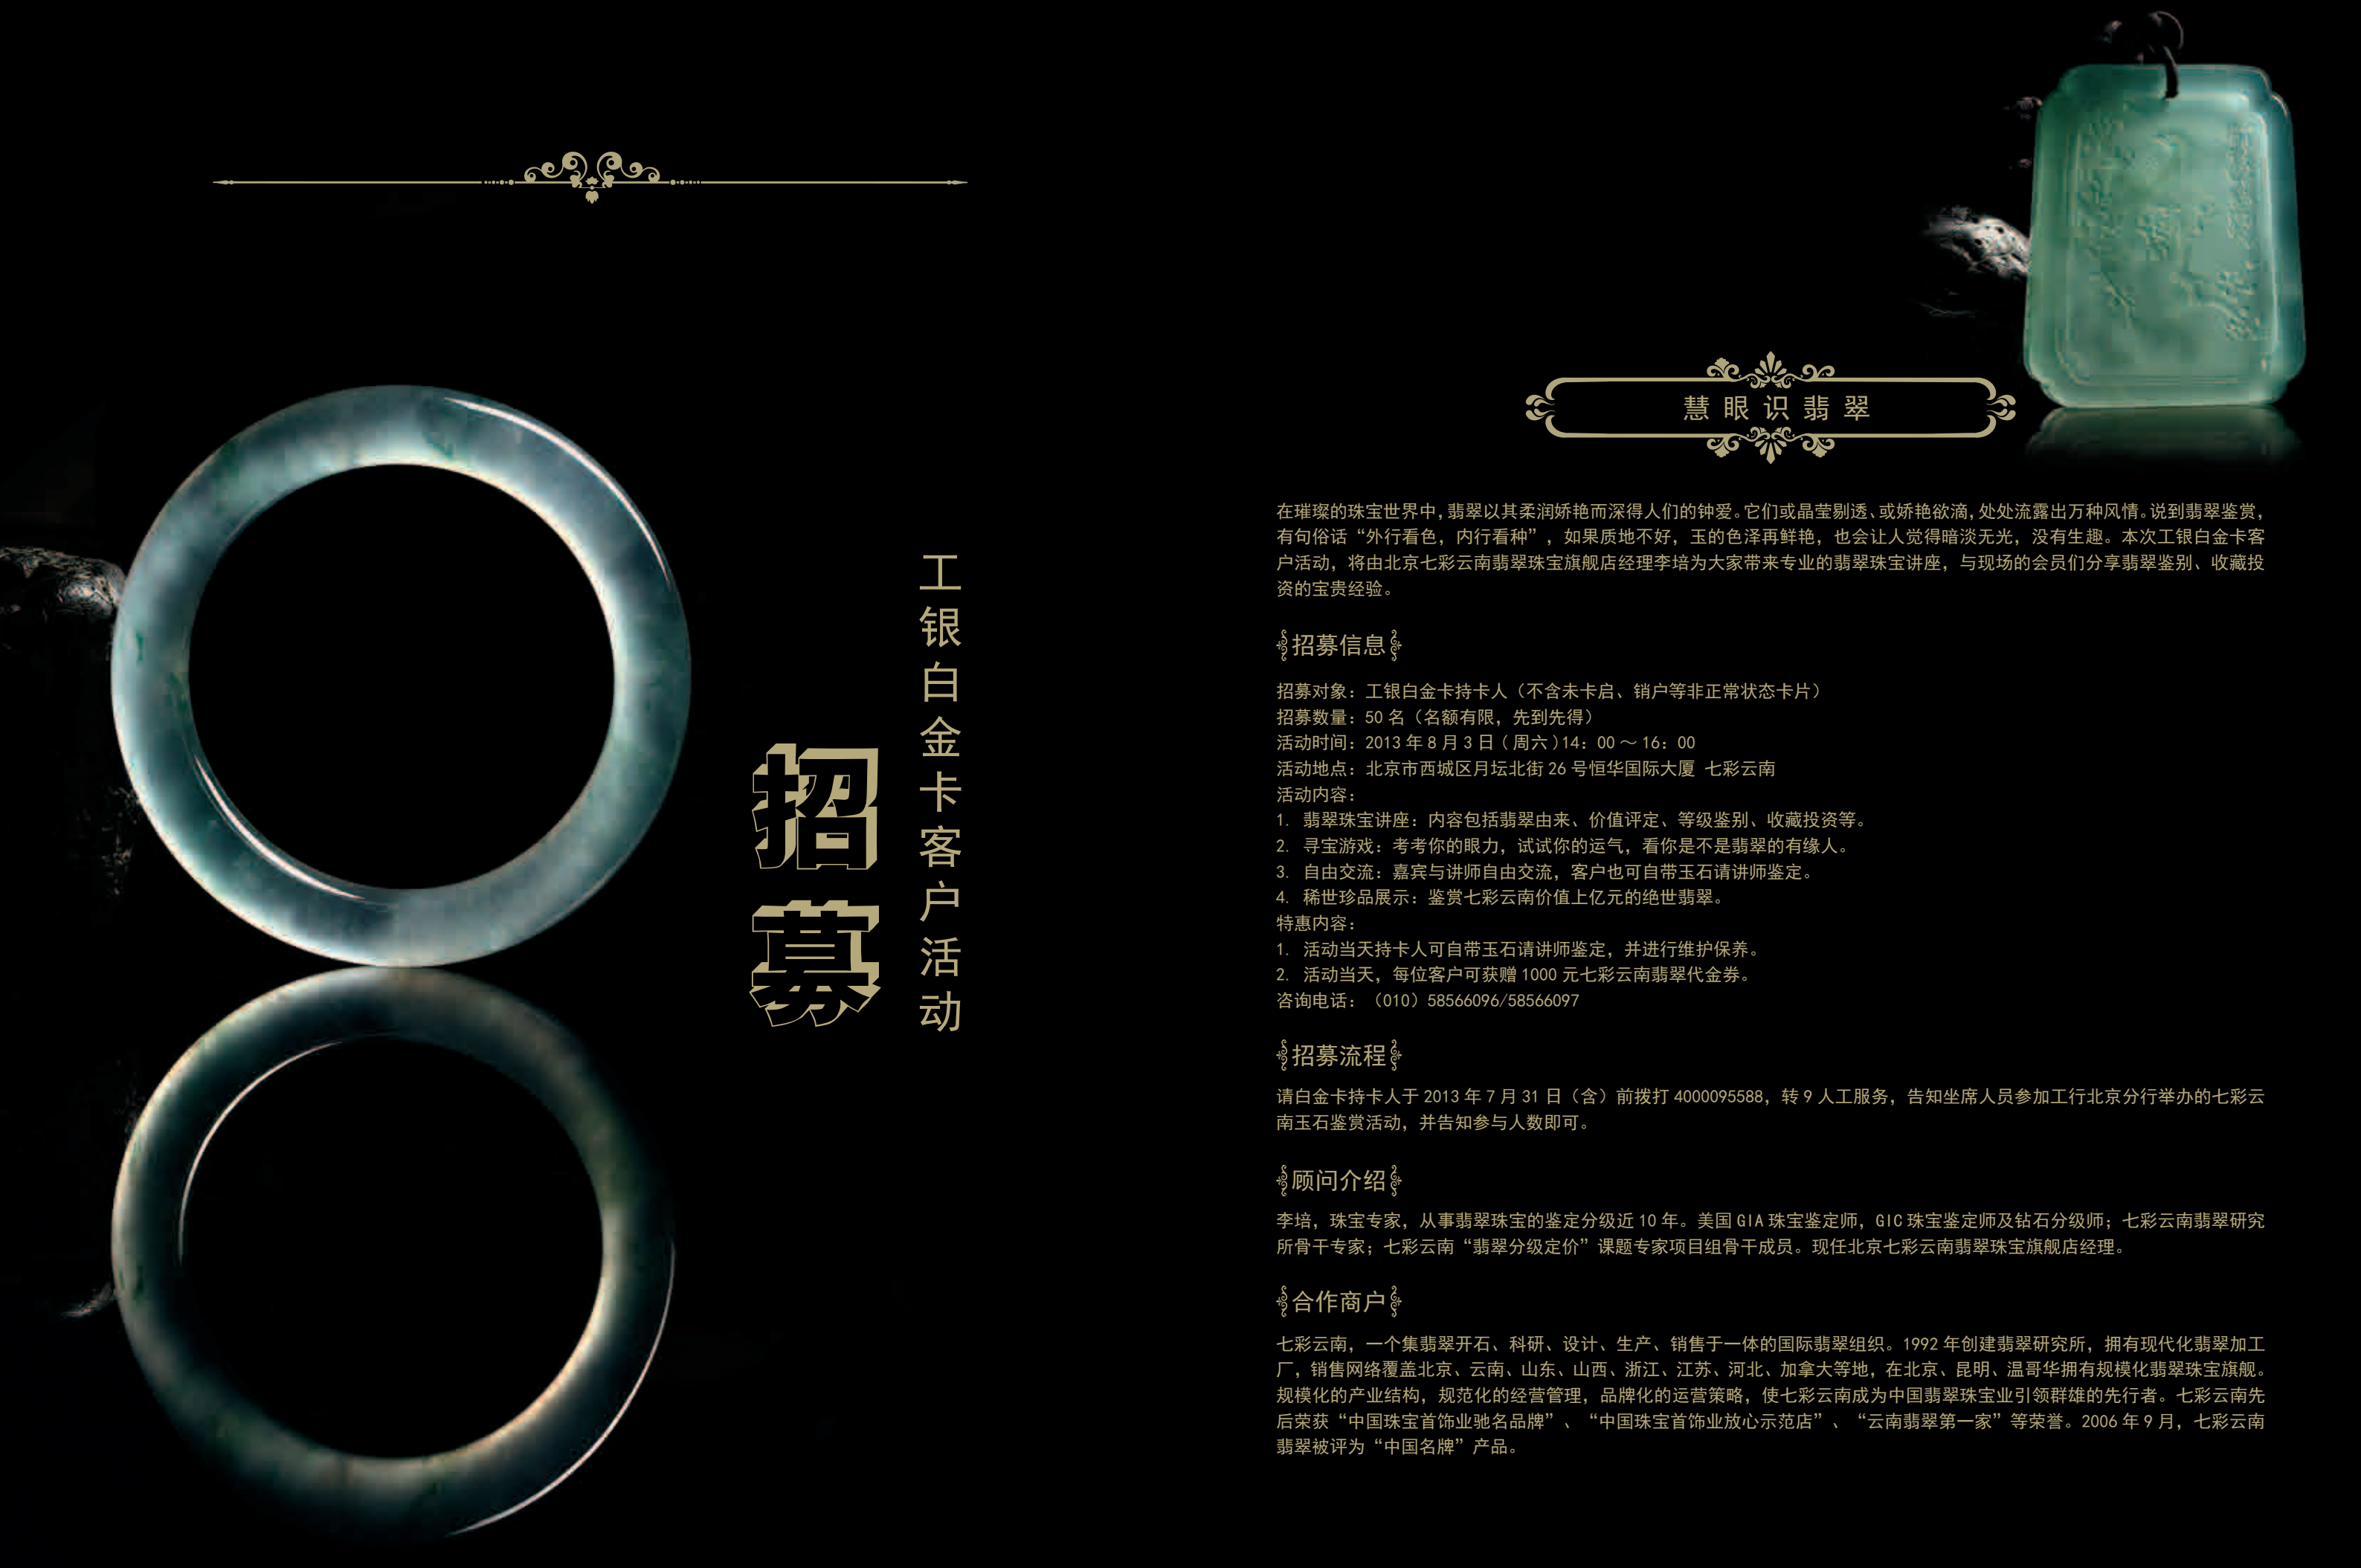 工银白金卡客户活动
招募
慧眼识翡翠
在璀璨的珠宝世界中，翡翠以其柔润娇艳而深得人们的钟爱。它们或晶莹剔透、或娇艳欲滴，处处流露出万种风情。说到翡翠鉴赏，
有句俗话“外行看色，内行看种”，如果质地不好，玉的色泽再鲜艳，也会让人觉得暗淡无光，没有生趣。本次工银白金卡客
户活动，将由北京七彩云南翡翠珠宝旗舰店经理李培为大家带来专业的翡翠珠宝讲座，与现场的会员们分享翡翠鉴别、收藏投
资的宝贵经验。
招募信息
招募对象：工银白金卡持卡人（不含未卡启、销户等非正常状态卡片）
招募数量：50 名（名额有限，先到先得）
活动时间：2013 年 8 月 3 日 ( 周六 )14：00 ～ 16：00
活动地点：北京市西城区月坛北街 26 号恒华国际大厦 七彩云南
活动内容：
1. 翡翠珠宝讲座：内容包括翡翠由来、价值评定、等级鉴别、收藏投资等。
2. 寻宝游戏：考考你的眼力，试试你的运气，看你是不是翡翠的有缘人。
3. 自由交流：嘉宾与讲师自由交流，客户也可自带玉石请讲师鉴定。
4. 稀世珍品展示：鉴赏七彩云南价值上亿元的绝世翡翠。
特惠内容：
1. 活动当天持卡人可自带玉石请讲师鉴定，并进行维护保养。
2. 活动当天，每位客户可获赠 1000 元七彩云南翡翠代金券。
咨询电话：（010）58566096/58566097
招募流程
请白金卡持卡人于 2013 年 7 月 31 日（含）前拨打 4000095588，转 9 人工服务，告知坐席人员参加工行北京分行举办的七彩云
南玉石鉴赏活动，并告知参与人数即可。
顾问介绍
李培，珠宝专家，从事翡翠珠宝的鉴定分级近 10 年。美国 GIA 珠宝鉴定师，GIC 珠宝鉴定师及钻石分级师；七彩云南翡翠研究
所骨干专家；七彩云南“翡翠分级定价”课题专家项目组骨干成员。现任北京七彩云南翡翠珠宝旗舰店经理。
合作商户
七彩云南，一个集翡翠开石、科研、设计、生产、销售于一体的国际翡翠组织。1992 年创建翡翠研究所，拥有现代化翡翠加工
厂，销售网络覆盖北京、云南、山东、山西、浙江、江苏、河北、加拿大等地，在北京、昆明、温哥华拥有规模化翡翠珠宝旗舰。
规模化的产业结构，规范化的经营管理，品牌化的运营策略，使七彩云南成为中国翡翠珠宝业引领群雄的先行者。七彩云南先
后荣获“中国珠宝首饰业驰名品牌”、“中国珠宝首饰业放心示范店”、“云南翡翠第一家”等荣誉。2006 年 9 月，七彩云南
翡翠被评为“中国名牌”产品。